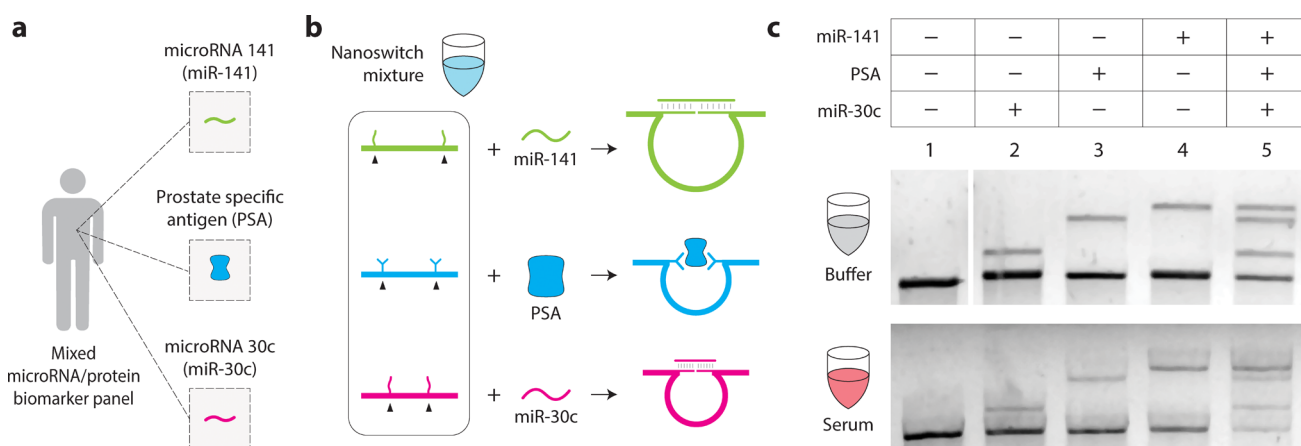 a
microRNA 141
(miR-141)
Prostate specific
antigen (PSA)
microRNA 30c
(miR-30c)
Mixed
microRNA/protein
biomarker panel
b
Nanoswitch
mixture
+ miR-141
+ PSA
+ miR-30c
c
miR-141 – – – + +
PSA – – + – +
miR-30c – + – – +
1 2 3 4 5
Buffer
Serum